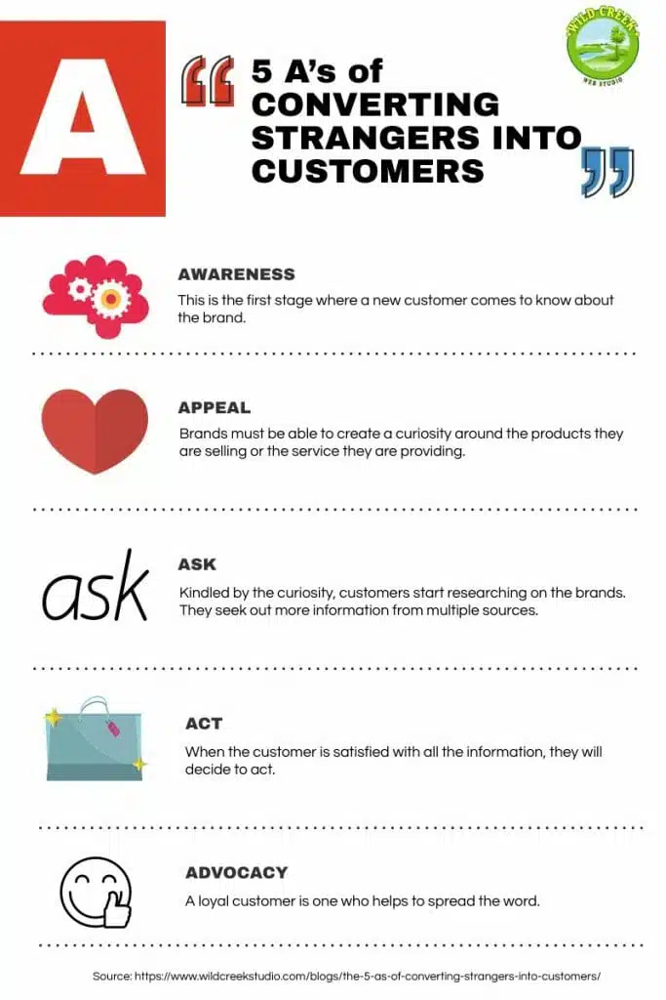 WILD CREEK
WEB STUDIO
A
5 A’s of
CONVERTING
STRANGERS INTO
CUSTOMERS
AWARENESS
This is the first stage where a new customer comes to know about
the brand.
APPEAL
Brands must be able to create a curiosity around the products they
are selling or the service they are providing.
ask
ASK
Kindled by the curiosity, customers start researching on the brands.
They seek out more information from multiple sources.
ACT
When the customer is satisfied with all the information, they will
decide to act.
ADVOCACY
A loyal customer is one who helps to spread the word.
Source: https://www.wildcreekstudio.com/blogs/the-5-as-of-converting-strangers-into-customers/